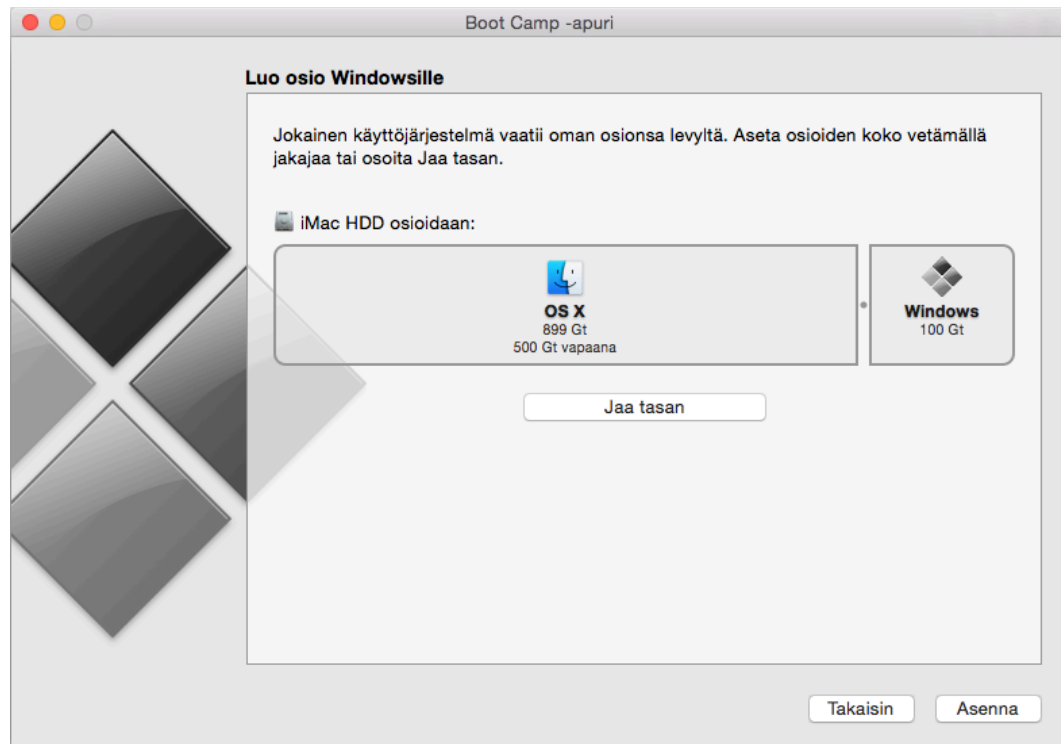 Boot Camp -apuri
Luo osio Windowsille
Jokainen käyttöjärjestelmä vaatii oman osionsa levyltä. Aseta osioiden koko vetämällä
jakajaa tai osoita Jaa tasan.
iMac HDD osioidaan:
OS X
899 Gt
500 Gt vapaana
Windows
100 Gt
Jaa tasan
Takaisin
Asenna